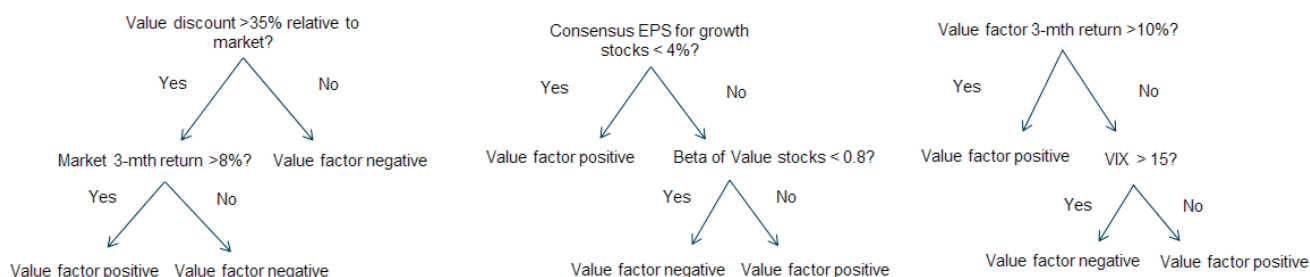 Value discount >35% relative to
market?
Yes
No
Market 3-mth return >8%?
Value factor negative
Yes
No
Value factor positive
Value factor negative
Consensus EPS for growth
stocks < 4%?
Yes
No
Value factor positive
Beta of Value stocks < 0.8?
Yes
No
Value factor negative
Value factor positive
Value factor 3-mth return >10%?
Yes
No
Value factor positive
VIX > 15?
Yes
No
Value factor negative
Value factor positive